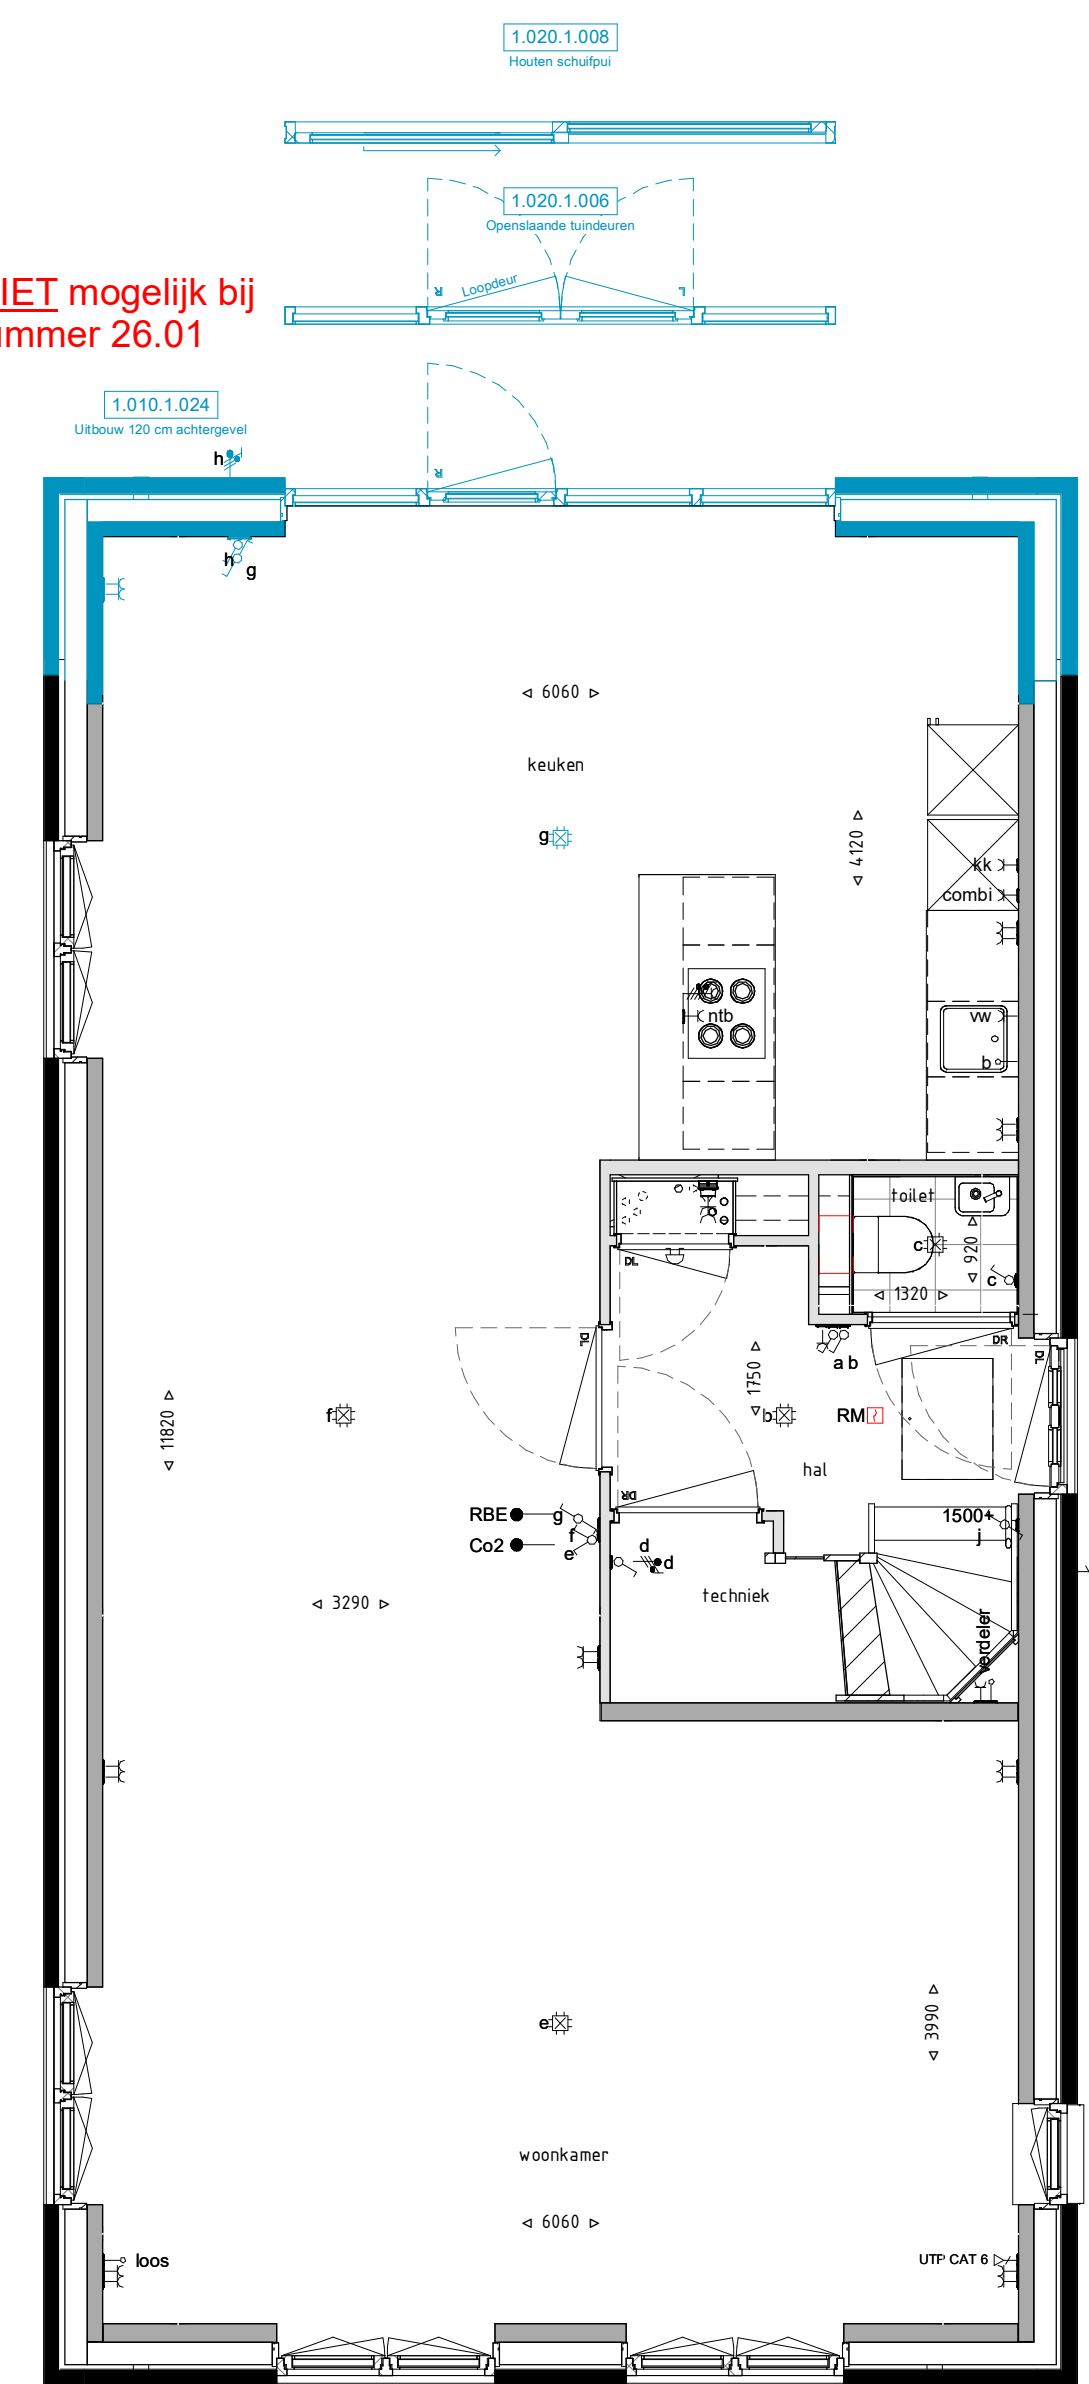 1.020.1.008
Houten schuifpui
1.020.1.006
Openslaande tuindeuren
R
Loopdeur
L
IET mogelijk bij
ummer 26.01
1.010.1.024
Uitbouw 120 cm achtergevel
h
R
h
g
6060
keuken
g
4120
kk
combi
ntb
vw
b
toilet
c
920
c
1320
DL
DL
DR
DL
a b
1750
11820
f
b
RM
hal
DR
RBE
g
1500+
f
j
Co2
e
d
d
techniek
3290
verdeler
e
3990
woonkamer
6060
loos
UTP CAT 6